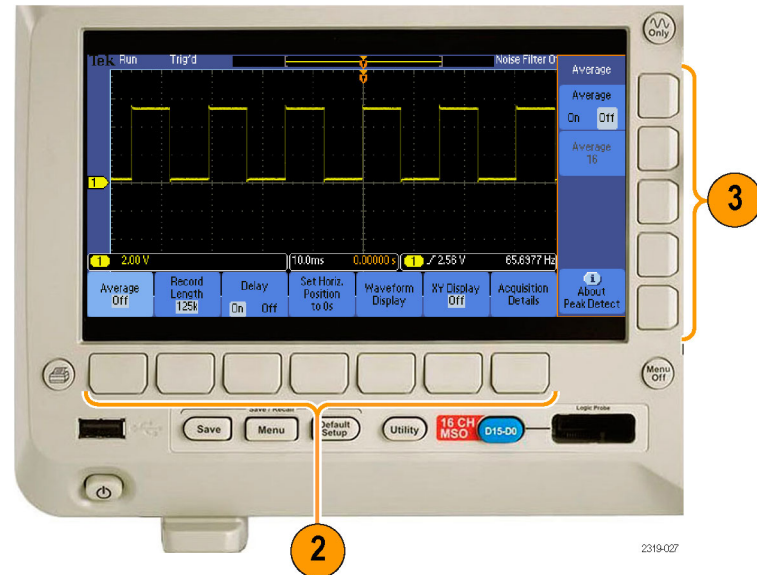 Only
Tek Run Trig'd Noise Filter O
Average
Average
On Off
Average
16
1
1 2.00 V 10.0ms 0.00000 s 1 2.56 V 65.6977 Hz
Average
Off
Record
Length
125k
Delay
On Off
Set Horiz.
Position
to 0s
Waveform
Display
XY Display
Off
Acquisition
Details
i
About
Peak Detect
3
Menu
Off
Save / Recall
Logic Probe
Save
Menu
Default
Setup
Utility
16 CH
MSO
D15-D0
2
2319-027